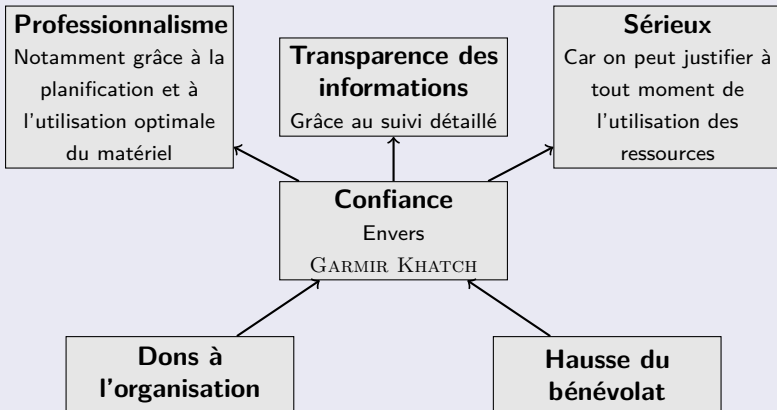 Professionnalisme
Notamment grâce à la
planification et à
l'utilisation optimale
du matériel
Transparence des
informations
Grâce au suivi détaillé
Sérieux
Car on peut justifier à
tout moment de
l'utilisation des
ressources
Confiance
Envers
GARMIR KHATCH
Dons à
l'organisation
Hausse du
bénévolat